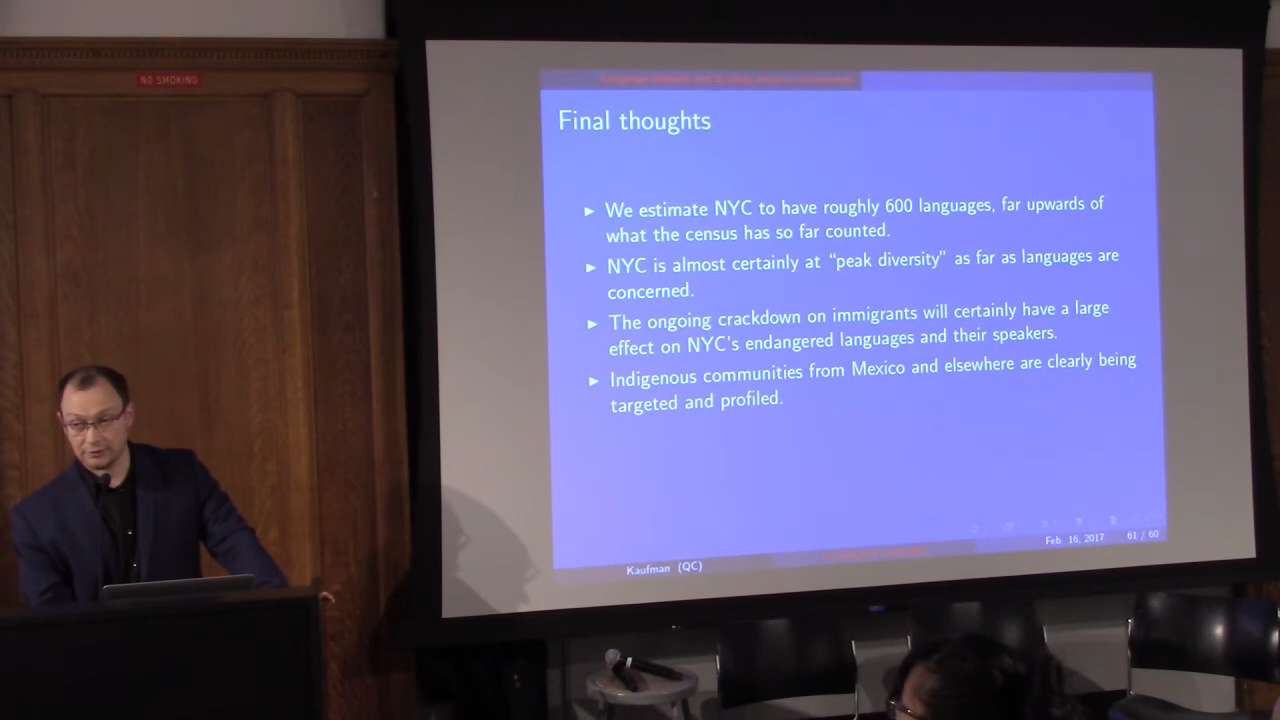 NO SMOKING
Final thoughts
▶ We estimate NYC to have roughly 600 languages, far upwards of
what the census has so far counted.
▶ NYC is almost certainly at “peak diversity” as far as languages are
concerned.
▶ The ongoing crackdown on immigrants will certainly have a large
effect on NYC's endangered languages and their speakers.
▶ Indigenous communities from Mexico and elsewhere are clearly being
targeted and profiled.
Kaufman (QC)
Feb. 16, 2017 61 / 60